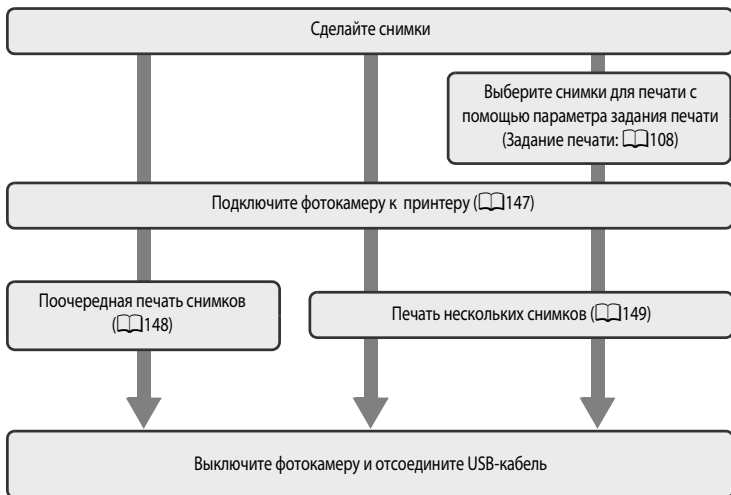 Сделайте снимки
Выберите снимки для печати с
помощью параметра задания печати
(Задание печати: 108)
Подключите фотокамеру к принтеру (147)
Поочередная печать снимков
(148)
Печать нескольких снимков (149)
Выключите фотокамеру и отсоедините USB-кабель